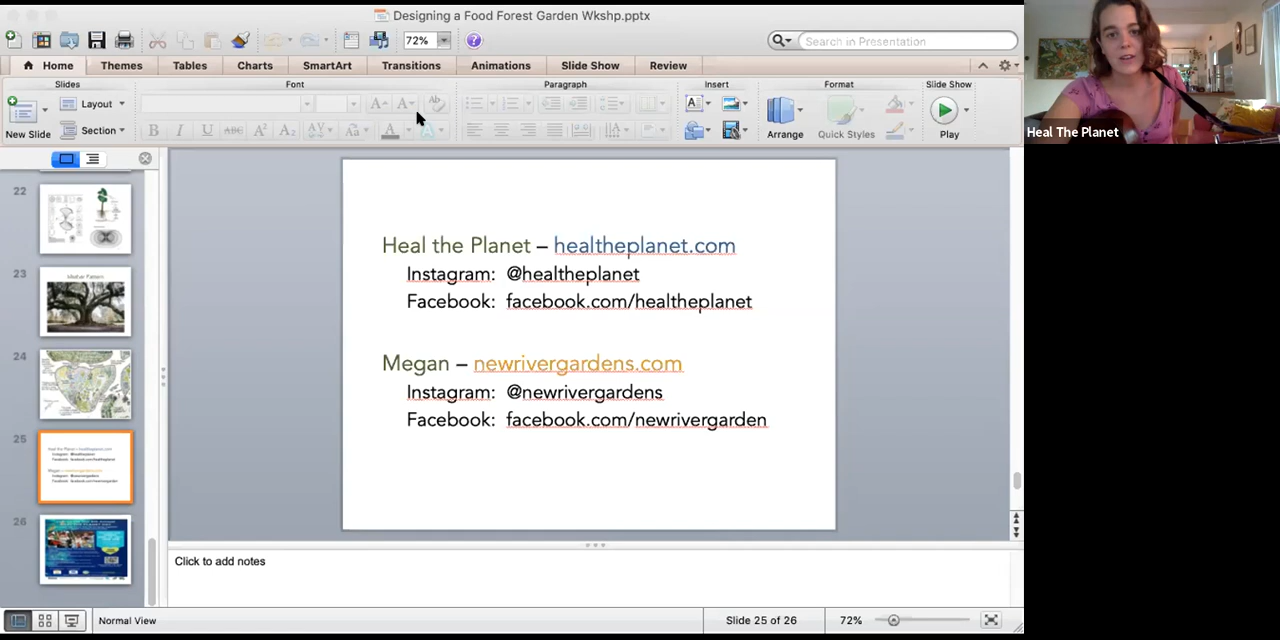 Designing a Food Forest Garden Wkshp.pptx
72%
Search in Presentation
Home Themes Tables Charts SmartArt Transitions Animations Slide Show Review
Slides Font Paragraph Insert Format Slide Show
New Slide Layout Section
Arrange Quick Styles Play
Heal The Planet
22
23
Mother Pattern
24
25
26
Heal the Planet – healtheplanet.com
Instagram: @healtheplanet
Facebook: facebook.com/healtheplanet
Megan – newrivergardens.com
Instagram: @newrivergardens
Facebook: facebook.com/newrivergarden
Click to add notes
Normal View
Slide 25 of 26
72%